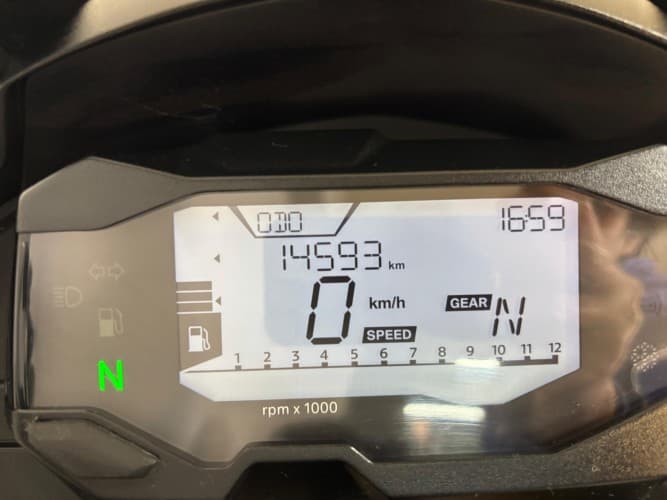 ODO 16:59
14593 km
0 km/h GEAR N
SPEED
1 2 3 4 5 6 7 8 9 10 11 12
N
rpm x 1000